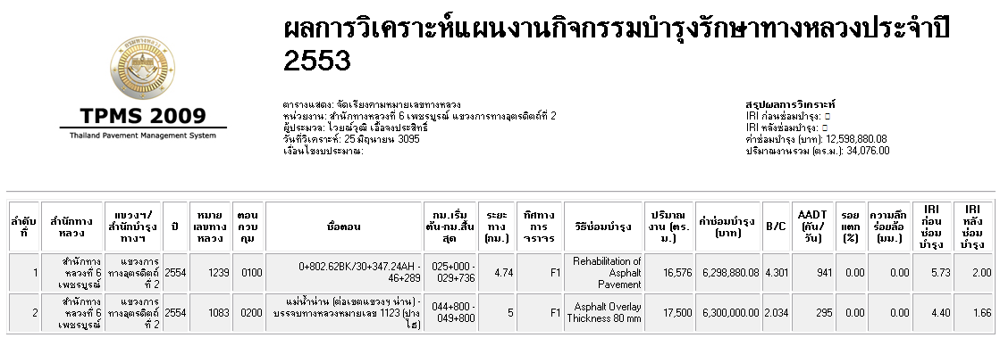 ผลการวิเคราะห์แผนงานกิจกรรมบำรุงรักษาทางหลวงประจำปี
2553
TPMS 2009
Thailand Pavement Management System
ตารางแสดง: จัดเรียงตามหมายเลขทางหลวง
หน่วยงาน: สำนักทางหลวงที่ 6 เพชรบูรณ์ แขวงการทางอุตรดิตถ์ที่ 2
ผู้ประมวล: ไวยณ์วุฒิ เอื้อจงประสิทธิ์
วันที่วิเคราะห์: 25 มิถุนายน 3095
เงื่อนไขงบประมาณ:
สรุปผลการวิเคราะห์
IRI ก่อนซ่อมบำรุง:
IRI หลังซ่อมบำรุง:
ค่าซ่อมบำรุง (บาท): 12,598,880.08
ปริมาณงานรวม (ตร.ม.): 34,076.00
ลำดับที่ สำนักทางหลวง แขวงฯ/สำนักบำรุงทางฯ ปี หมายเลขทางหลวง ตอนควบคุม ชื่อตอน กม.เริ่มต้น-กม.สิ้นสุด ระยะทาง (กม.) ทิศทางการจราจร วิธีซ่อมบำรุง ปริมาณงาน (ตร.ม.) ค่าซ่อมบำรุง (บาท) B/C AADT (คัน/วัน) รอยแตก (%) ความลึกร่องล้อ (มม.) IRI ก่อนซ่อมบำรุง IRI หลังซ่อมบำรุง
1 สำนักทางหลวงที่ 6 เพชรบูรณ์ แขวงการทางอุตรดิตถ์ที่ 2 2554 1239 0100 0+802.62BK/30+347.24AH - 46+289 025+000 - 029+736 4.74 F1 Rehabilitation of Asphalt Pavement 16,576 6,298,880.08 4.301 941 0.00 0.00 5.73 2.00
2 สำนักทางหลวงที่ 6 เพชรบูรณ์ แขวงการทางอุตรดิตถ์ที่ 2 2554 1083 0200 แม่น้ำน่าน (ต่อเขตแขวงฯ น่าน) - บรรจบทางหลวงหมายเลข 1123 (ปางไฮ) 044+800 - 049+800 5 F1 Asphalt Overlay Thickness 80 mm 17,500 6,300,000.00 2.034 295 0.00 0.00 4.40 1.66